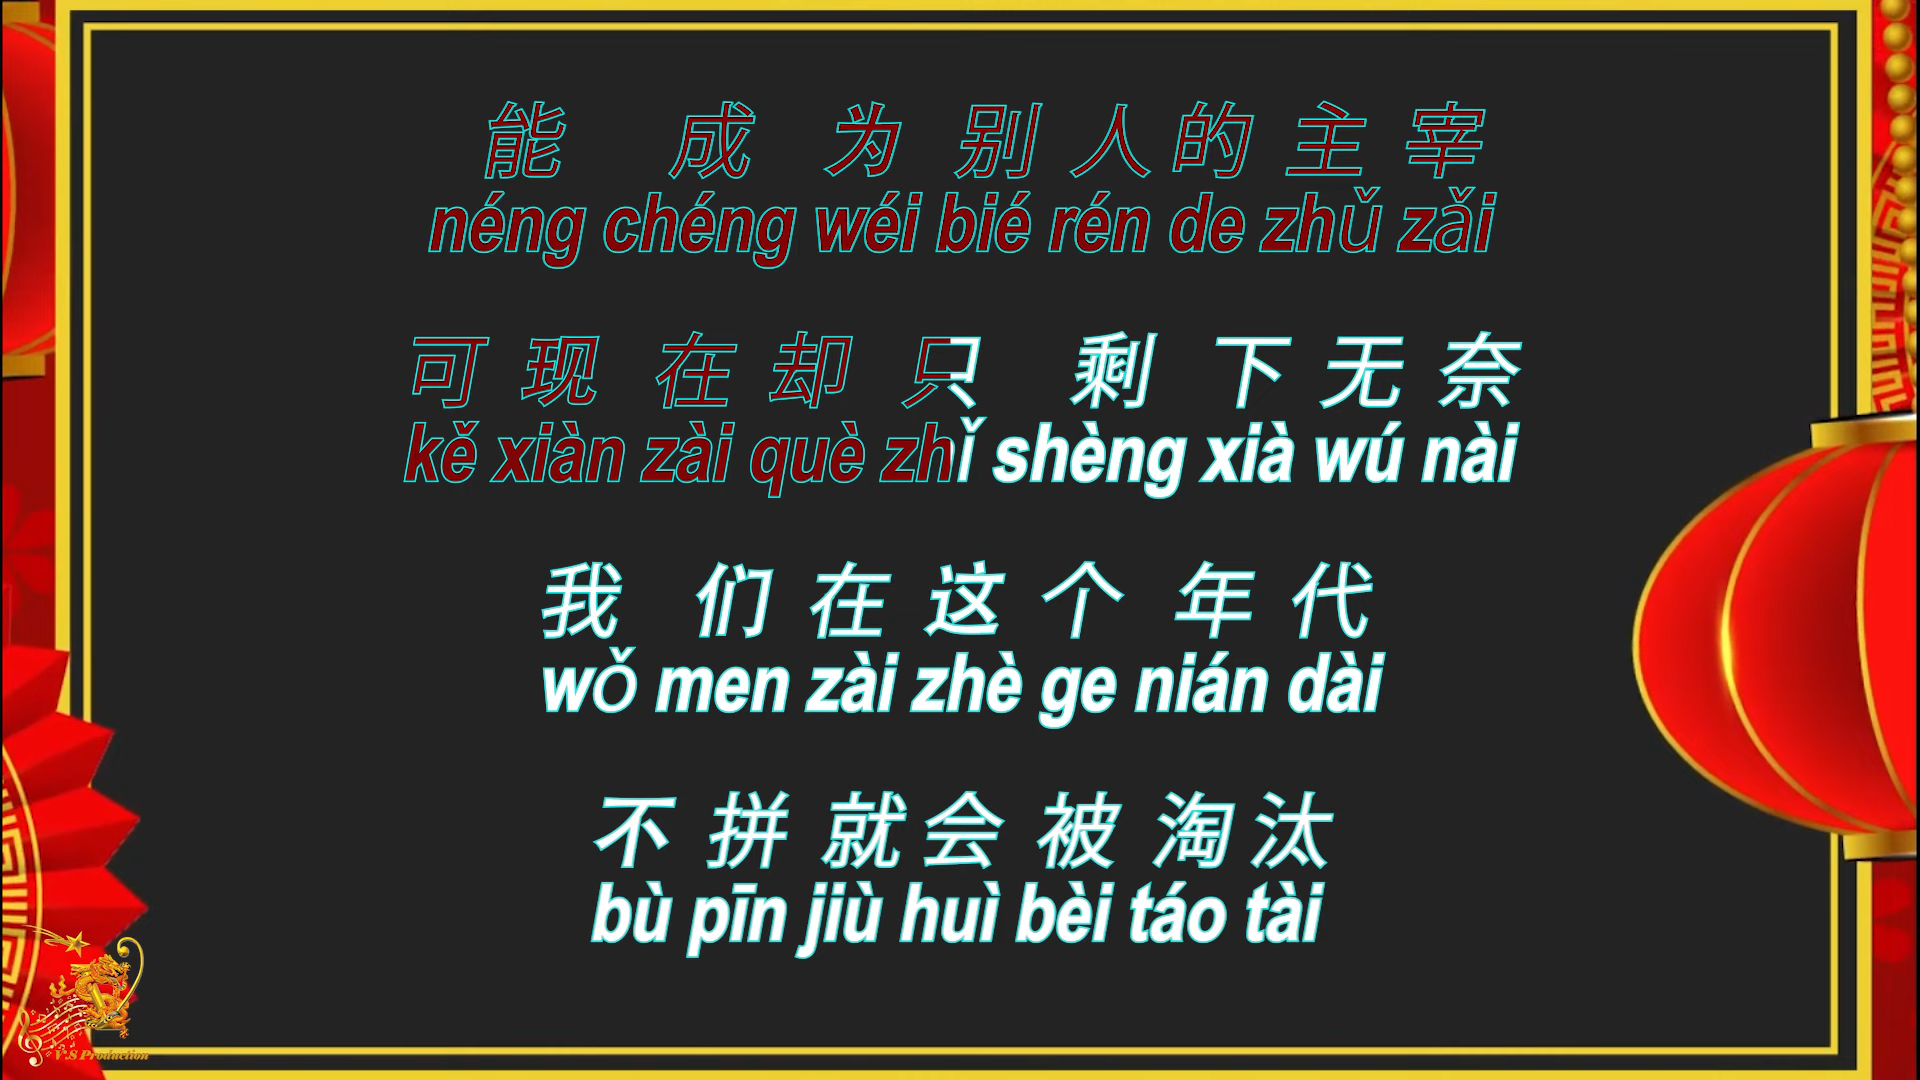 能 成 为 别 人 的 主 宰
néng chéng wéi bié rén de zhǔ zǎi
可 现 在 却 只 剩 下 无 奈
kě xiàn zài què zhǐ shèng xià wú nài
我 们 在 这 个 年 代
wǒ men zài zhè ge nián dài
不 拼 就 会 被 淘 汰
bù pīn jiù huì bèi táo tài
V.S Production